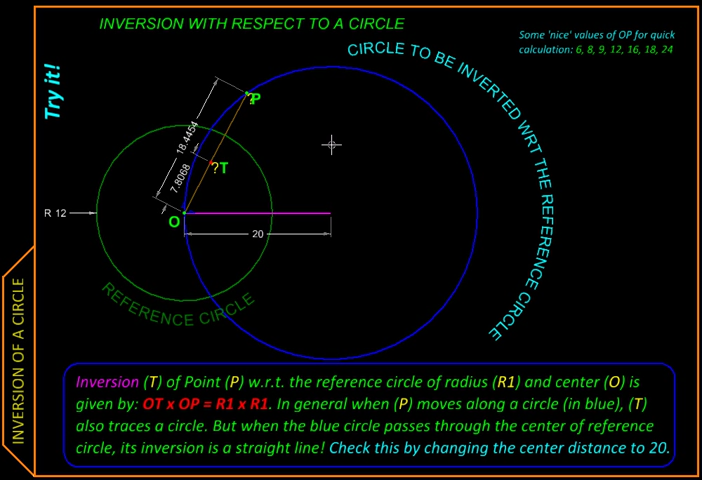 INVERSION WITH RESPECT TO A CIRCLE
Some 'nice' values of OP for quick
calculation: 6, 8, 9, 12, 16, 18, 24
CIRCLE TO BE INVERTED WRT THE REFERENCE CIRCLE
Try it!
?P
18.4454
?T
7.8068
R 12
O
20
REFERENCE CIRCLE
INVERSION OF A CIRCLE
Inversion (T) of Point (P) w.r.t. the reference circle of radius (R1) and center (O) is
given by: OT x OP = R1 x R1. In general when (P) moves along a circle (in blue), (T)
also traces a circle. But when the blue circle passes through the center of reference
circle, its inversion is a straight line! Check this by changing the center distance to 20.